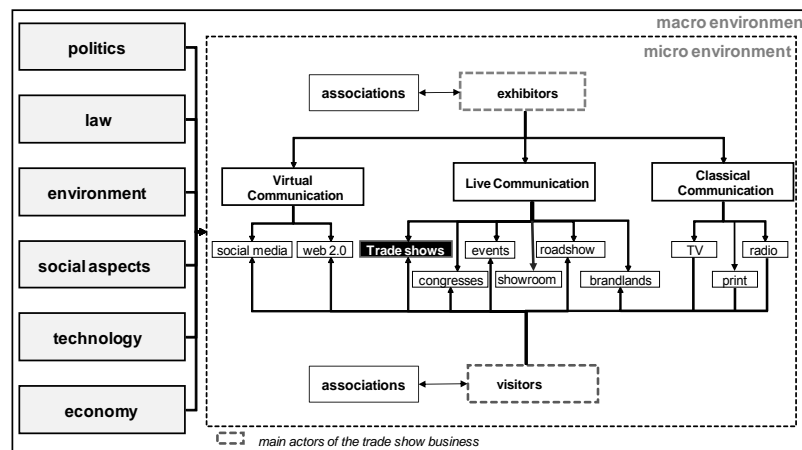 macro environment
micro environment
politics
law
environment
social aspects
technology
economy
associations
exhibitors
Virtual
Communication
Live Communication
Classical
Communication
social media
web 2.0
Trade shows
events
roadshow
TV
radio
congresses
showroom
brandlands
print
associations
visitors
main actors of the trade show business